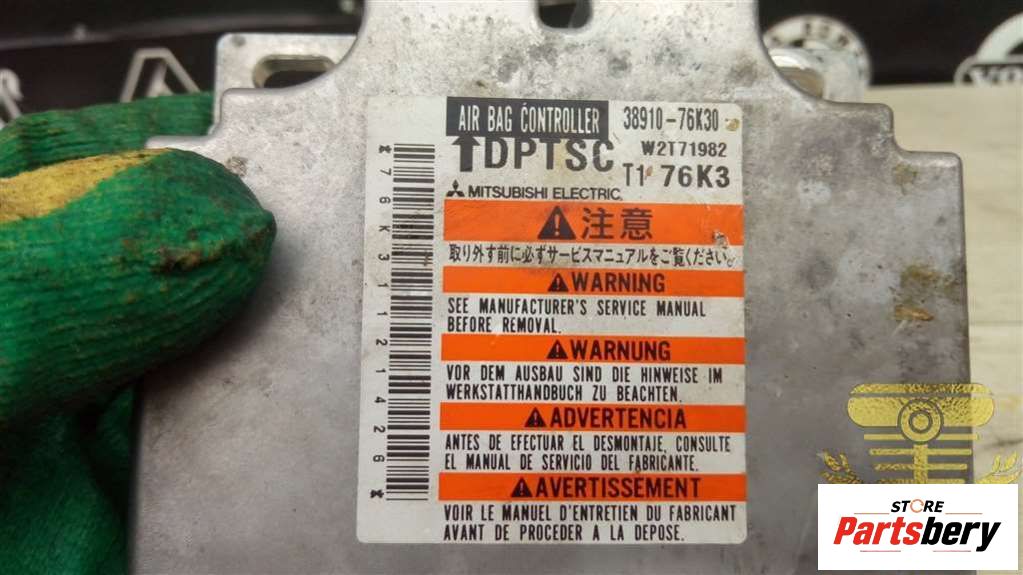 AIR BAG CONTROLLER 38910-76K30
↑DPTSC W2T71982
T1 76K3
MITSUBISHI ELECTRIC
*76K31121426*
注意
取り外す前に必ずサービスマニュアルをご覧ください。
WARNING
SEE MANUFACTURER'S SERVICE MANUAL
BEFORE REMOVAL.
WARNUNG
VOR DEM AUSBAU SIND DIE HINWEISE IM
WERKSTATTHANDBUCH ZU BEACHTEN.
ADVERTENCIA
ANTES DE EFECTUAR EL DESMONTAJE, CONSULTE
EL MANUAL DE SERVICIO DEL FABRICANTE.
AVERTISSEMENT
VOIR LE MANUEL D'ENTRETIEN DU FABRICANT
AVANT DE PROCEDER A LA DEPOSE.
STORE
Partsbery